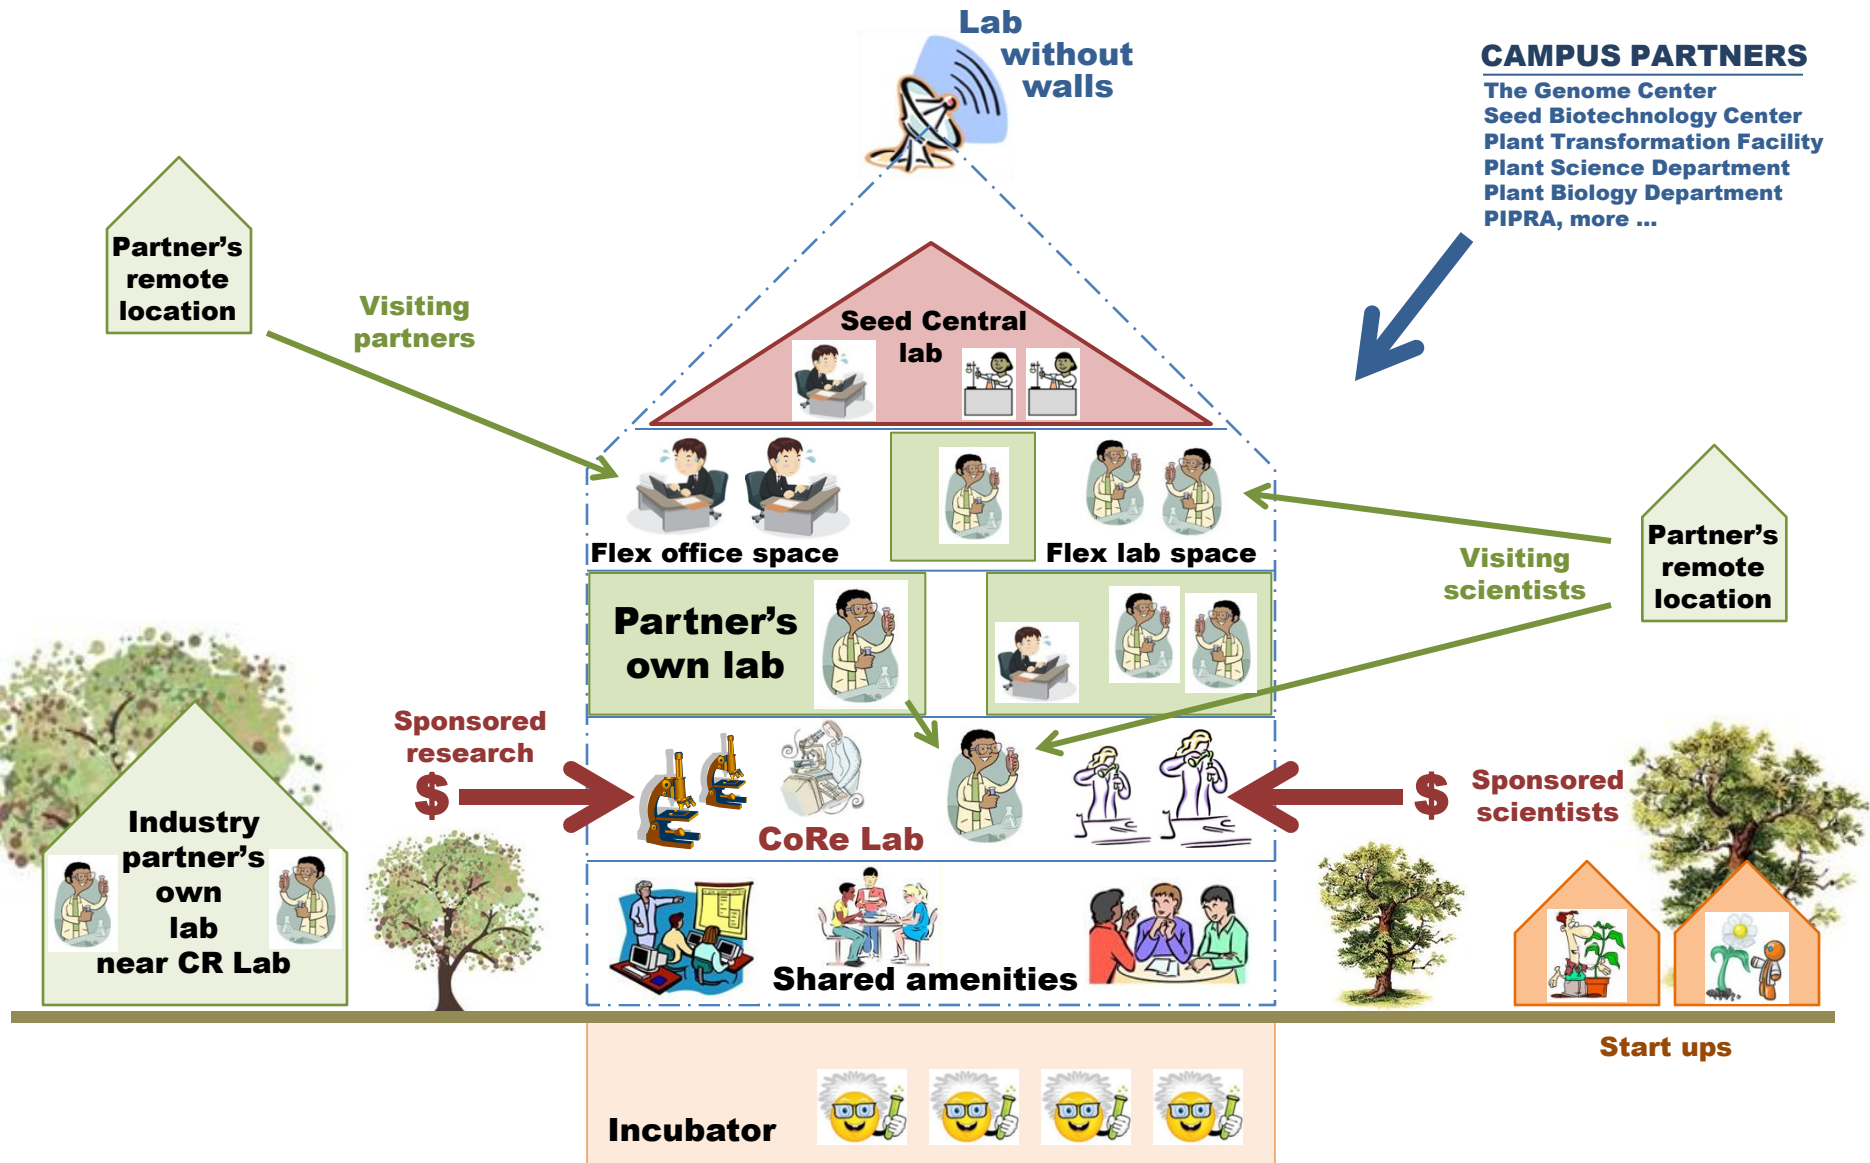 Lab
without
walls
CAMPUS PARTNERS
The Genome Center
Seed Biotechnology Center
Plant Transformation Facility
Plant Science Department
Plant Biology Department
PIPRA, more ...
Partner's
remote
location
Visiting
partners
Seed Central
lab
Flex office space
Flex lab space
Visiting
scientists
Partner's
remote
location
Partner's
own lab
Sponsored
research
$
CoRe Lab
$
Sponsored
scientists
Industry
partner's
own
lab
near CR Lab
Shared amenities
Start ups
Incubator